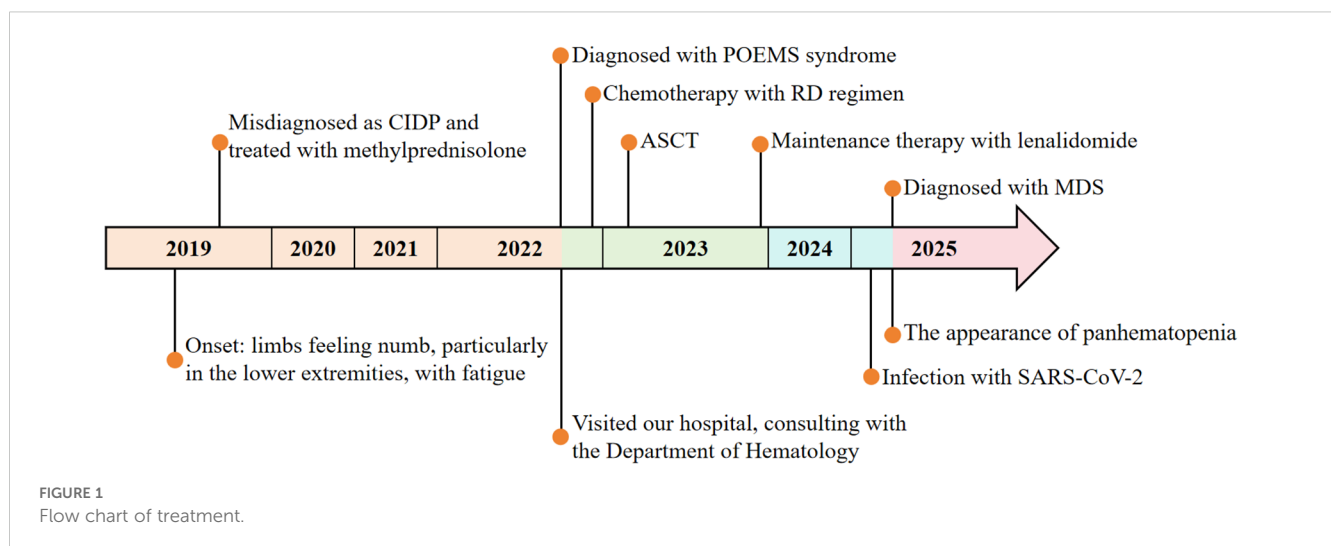 Diagnosed with POEMS syndrome
Chemotherapy with RD regimen
Misdiagnosed as CIDP and
treated with methylprednisolone
ASCT
Maintenance therapy with lenalidomide
Diagnosed with MDS
2019
2020
2021
2022
2023
2024
2025
Onset: limbs feeling numb, particularly
in the lower extremities, with fatigue
The appearance of panhematopenia
Infection with SARS-CoV-2
Visited our hospital, consulting with
the Department of Hematology
FIGURE 1
Flow chart of treatment.